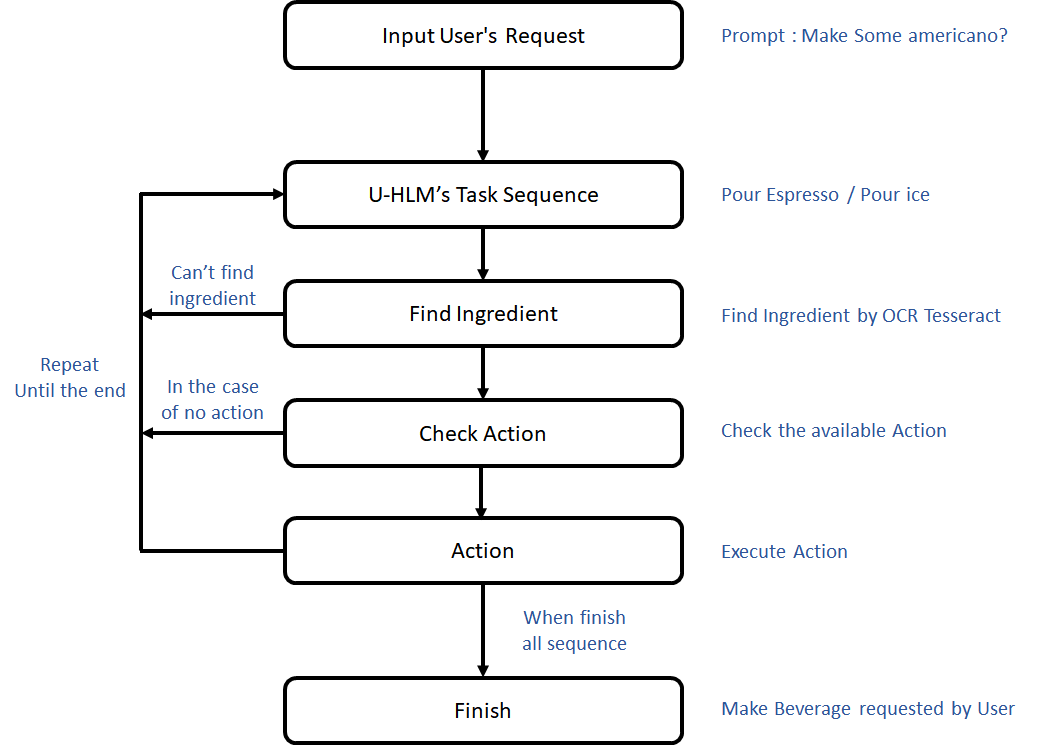 Input User's Request
Prompt : Make Some americano?
U-HLM’s Task Sequence
Pour Espresso / Pour ice
Can’t find
ingredient
Find Ingredient
Find Ingredient by OCR Tesseract
Repeat
Until the end
In the case
of no action
Check Action
Check the available Action
Action
Execute Action
When finish
all sequence
Finish
Make Beverage requested by User